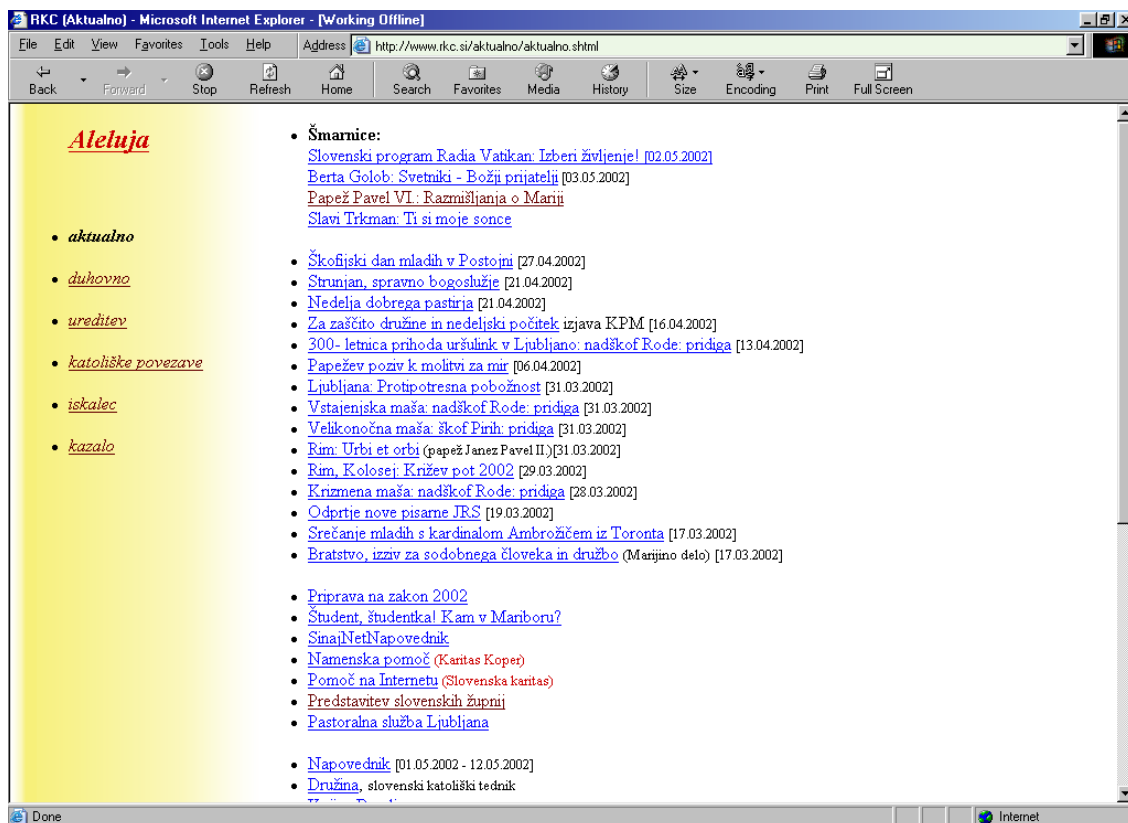 RKC (Aktualno) - Microsoft Internet Explorer - [Working Offline]
File Edit View Favorites Tools Help Address http://www.rkc.si/aktualno/aktualno.shtml
Back Forward Stop Refresh Home Search Favorites Media History Size Encoding Print Full Screen
Aleluja
aktualno
duhovno
ureditev
katoliške povezave
iskalec
kazalo
Šmarnice:
Slovenski program Radia Vatikan: Izberi življenje! [02.05.2002]
Berta Golob: Svetniki - Božji prijatelji [03.05.2002]
Papež Pavel VI.: Razmišljanja o Mariji
Slavi Trkman: Ti si moje sonce
Škofijski dan mladih v Postojni [27.04.2002]
Strunjan, spravno bogoslužje [21.04.2002]
Nedelja dobrega pastirja [21.04.2002]
Za zaščito družine in nedeljski počitek izjava KPM [16.04.2002]
300- letnica prihoda uršulink v Ljubljano: nadškof Rode: pridiga [13.04.2002]
Papežev poziv k molitvi za mir [06.04.2002]
Ljubljana: Protipotresna pobožnost [31.03.2002]
Vstajenjska maša: nadškof Rode: pridiga [31.03.2002]
Velikonočna maša: škof Pirih: pridiga [31.03.2002]
Rim: Urbi et orbi (papež Janez Pavel II.)[31.03.2002]
Rim, Kolosej: Križev pot 2002 [29.03.2002]
Krizmena maša: nadškof Rode: pridiga [28.03.2002]
Odprtje nove pisarne JRS [19.03.2002]
Srečanje mladih s kardinalom Ambrožičem iz Toronta [17.03.2002]
Bratstvo, izziv za sodobnega človeka in družbo (Marijino delo) [17.03.2002]
Priprava na zakon 2002
Študent, študentka! Kam v Mariboru?
SinajNetNapovednik
Namenska pomoč (Karitas Koper)
Pomoč na Internetu (Slovenska karitas)
Predstavitev slovenskih župnij
Pastoralna služba Ljubljana
Napovednik [01.05.2002 - 12.05.2002]
Družina, slovenski katoliški tednik
Done Internet